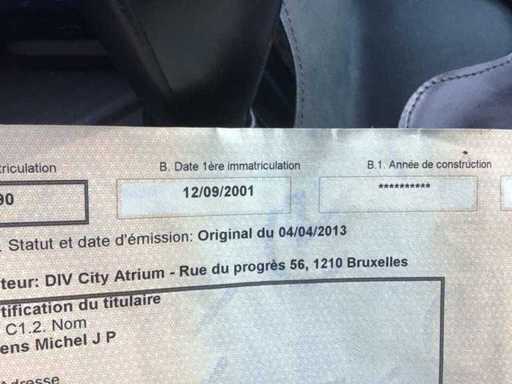 triculation
B. Date 1ère immatriculation
B.1. Année de construction
90
12/09/2001
**********
. Statut et date d'émission: Original du 04/04/2013
teur: DIV City Atrium - Rue du progrès 56, 1210 Bruxelles
tification du titulaire
C1.2. Nom
ens Michel J P
Adresse